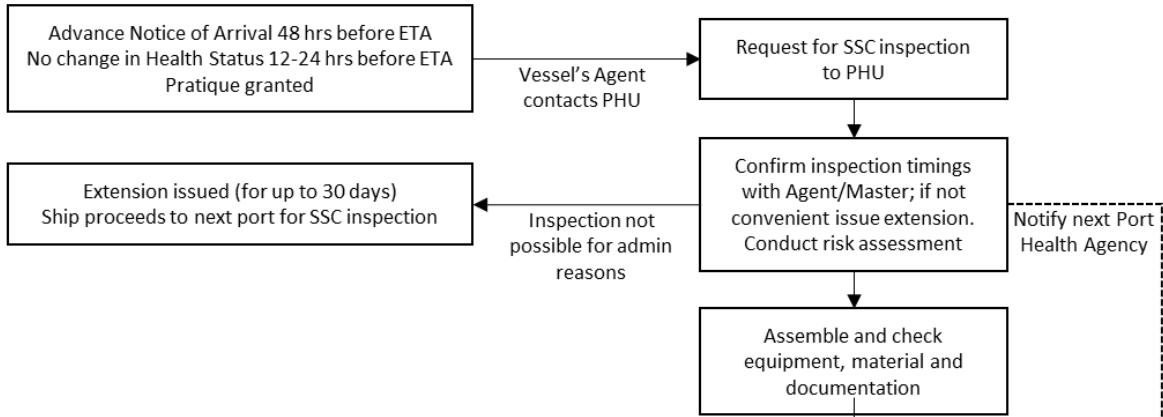 Advance Notice of Arrival 48 hrs before ETA
No change in Health Status 12-24 hrs before ETA
Pratique granted
Vessel's Agent
contacts PHU
Request for SSC inspection
to PHU
Extension issued (for up to 30 days)
Ship proceeds to next port for SSC inspection
Inspection not
possible for admin
reasons
Confirm inspection timings
with Agent/Master; if not
convenient issue extension.
Conduct risk assessment
Notify next Port
Health Agency
Assemble and check
equipment, material and
documentation